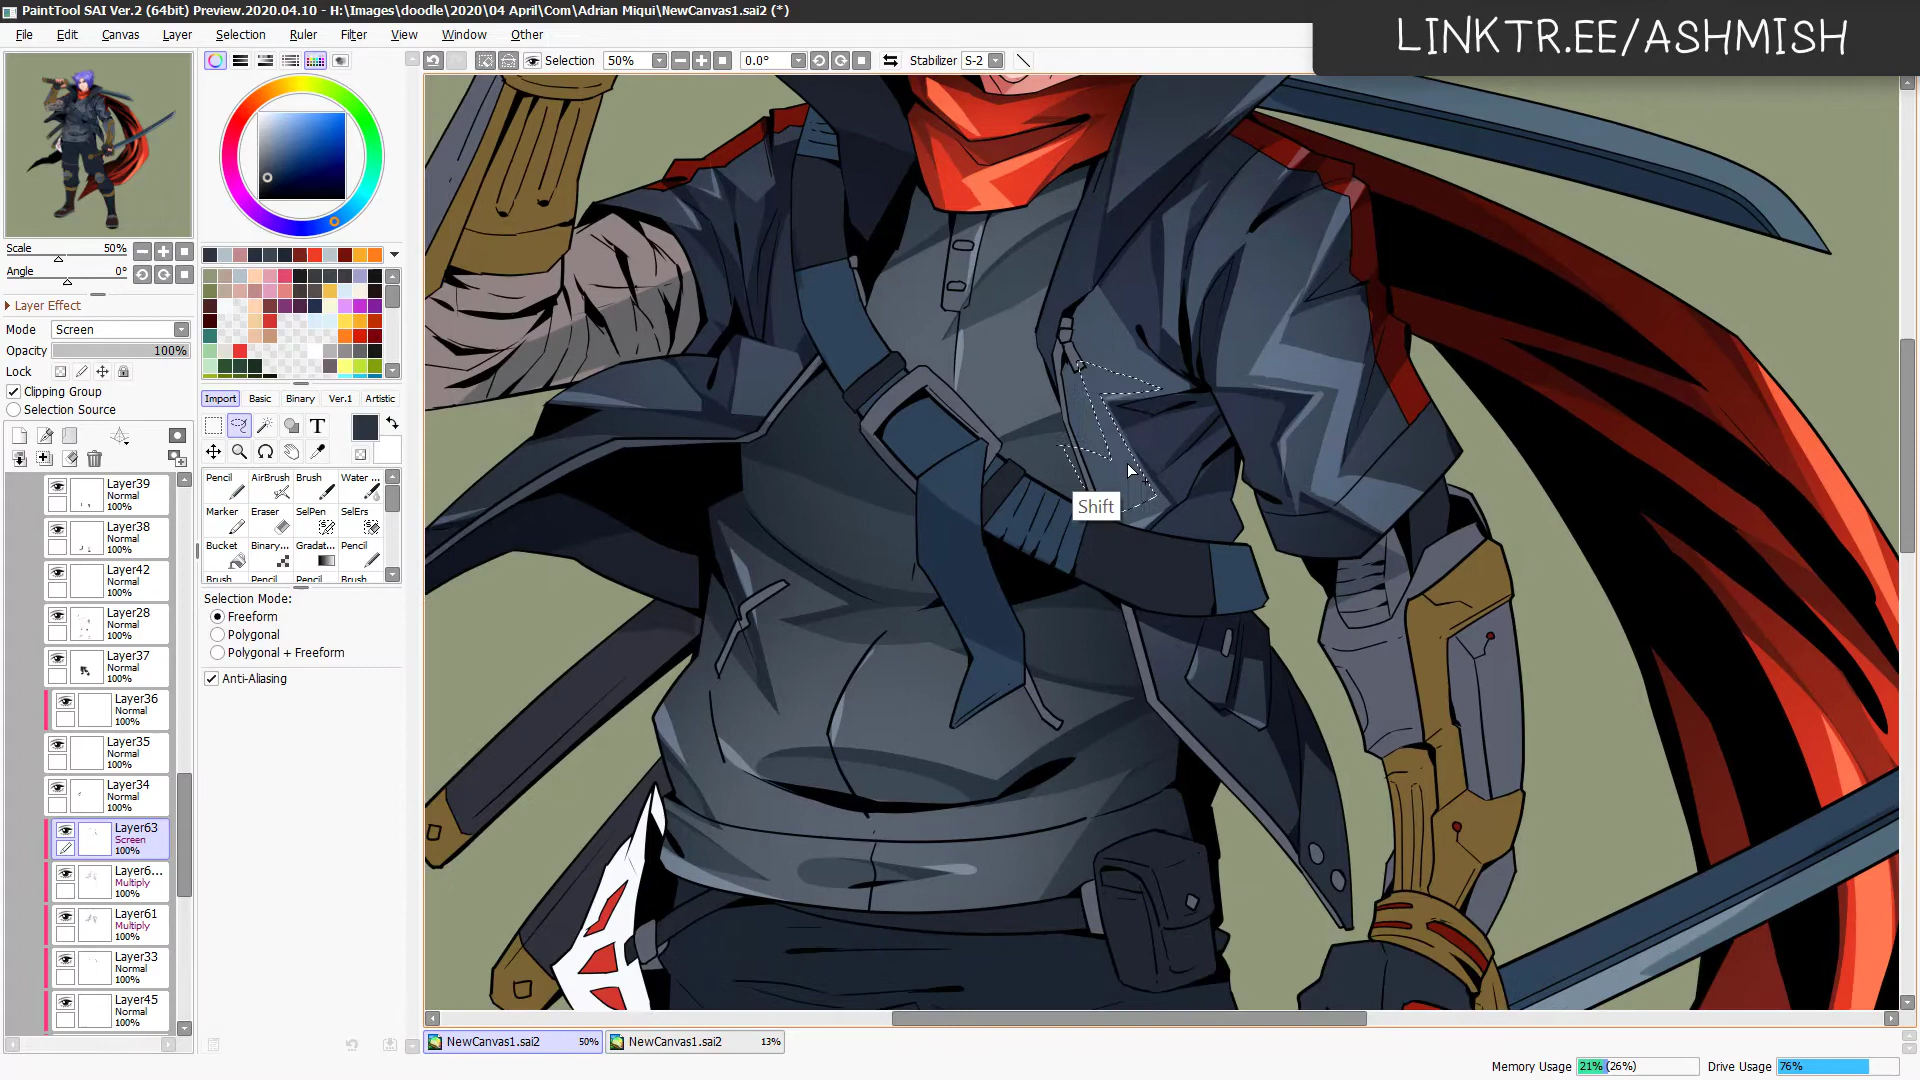 PaintTool SAI Ver.2 (64bit) Preview.2020.04.10 - H:\Images\doodle\2020\04 April\Com\Adrian Miqui\NewCanvas1.sai2 (*)
LINKTR.EE/ASHMISH
File Edit Canvas Layer Selection Ruler Filter View Window Other
Selection 50% 0.0° Stabilizer S-2
Scale 50%
Angle 0°
Layer Effect
Mode Screen
Opacity 100%
Lock
Clipping Group
Selection Source
Import Basic Binary Ver.1 Artistic
T
Pencil AirBrush Brush Water ...
Marker Eraser SelPen SelErs
Bucket Binary... Gradat... Pencil
Brush Pencil Pencil Brush
Selection Mode:
Freeform
Polygonal
Polygonal + Freeform
Anti-Aliasing
Layer39
Normal
100%
Layer38
Normal
100%
Layer42
Normal
100%
Layer28
Normal
100%
Layer37
Normal
100%
Layer36
Normal
100%
Layer35
Normal
100%
Layer34
Normal
100%
Layer63
Screen
100%
Layer6...
Multiply
100%
Layer61
Multiply
100%
Layer33
Normal
100%
Layer45
Normal
100%
Shift
NewCanvas1.sai2 50% NewCanvas1.sai2 13%
Memory Usage 21% (26%) Drive Usage 76%